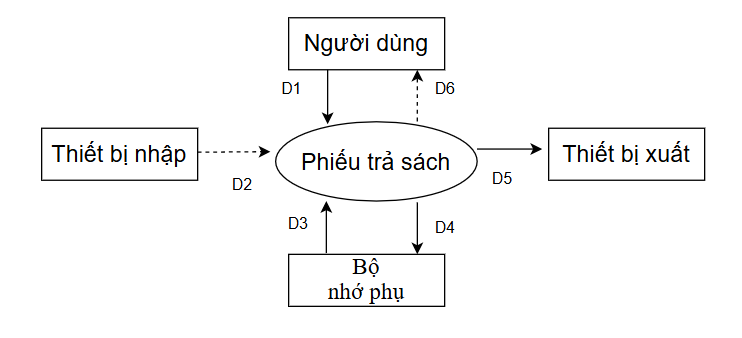 Người dùng
D1
D6
Thiết bị nhập
Phiếu trả sách
Thiết bị xuất
D2
D5
D3
D4
Bộ
nhớ phụ